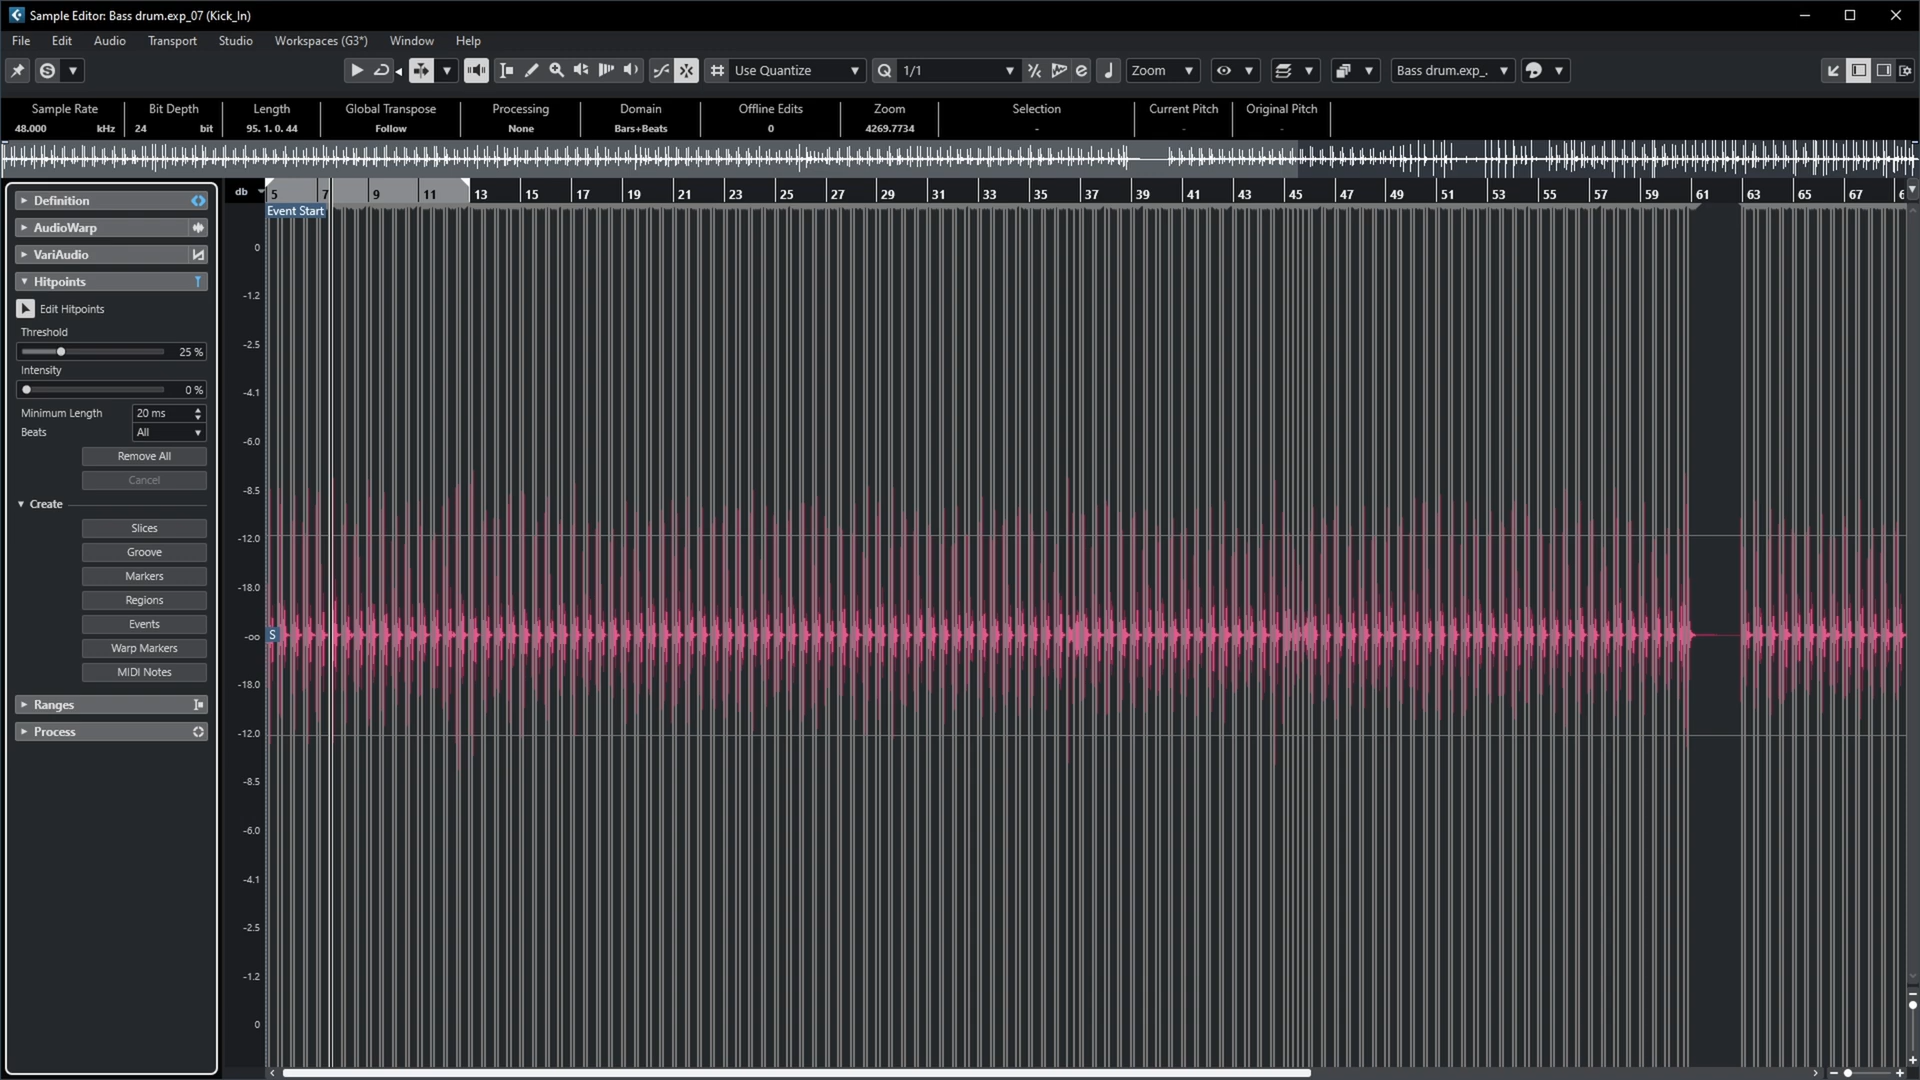 Sample Editor: Bass drum.exp_07 (Kick_In)
File Edit Audio Transport Studio Workspaces (G3*) Window Help
Use Quantize 1/1 Zoom Bass drum.exp_.
Sample Rate Bit Depth Length Global Transpose Processing Domain Offline Edits Zoom Selection Current Pitch Original Pitch
48.000 kHz 24 bit 95. 1. 0. 44 Follow None Bars+Beats 0 4269.7734 - - -
db 5 7 9 11 13 15 17 19 21 23 25 27 29 31 33 35 37 39 41 43 45 47 49 51 53 55 57 59 61 63 65 67
Event Start
Definition
AudioWarp
VariAudio
Hitpoints
Edit Hitpoints
Threshold
25 %
Intensity
0 %
Minimum Length 20 ms
Beats All
Remove All
Cancel
Create
Slices
Groove
Markers
Regions
Events
Warp Markers
MIDI Notes
Ranges
Process
0
-1.2
-2.5
-4.1
-6.0
-8.5
-12.0
-18.0
-oo S
-18.0
-12.0
-8.5
-6.0
-4.1
-2.5
-1.2
0